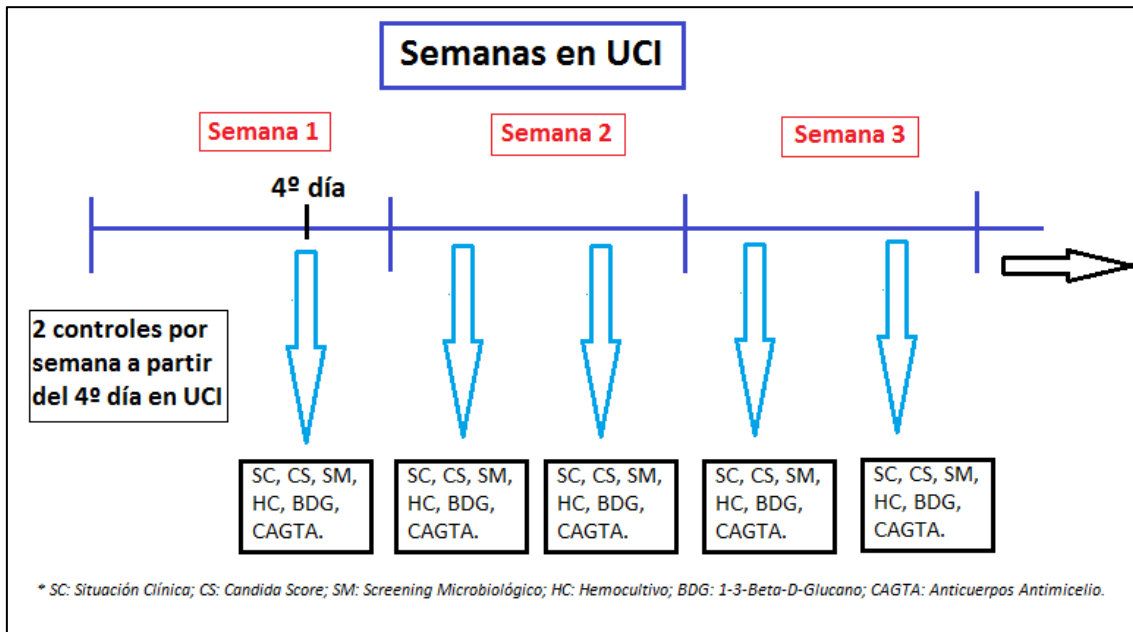 Semanas en UCI
Semana 1
Semana 2
Semana 3
4º día
2 controles por
semana a partir
del 4º día en UCI
SC, CS, SM,
HC, BDG,
CAGTA.
SC, CS, SM,
HC, BDG,
CAGTA.
SC, CS, SM,
HC, BDG,
CAGTA.
SC, CS, SM,
HC, BDG,
CAGTA.
SC, CS, SM,
HC, BDG,
CAGTA.
* SC: Situación Clínica; CS: Candida Score; SM: Screening Microbiológico; HC: Hemocultivo; BDG: 1-3-Beta-D-Glucano; CAGTA: Anticuerpos Antimicelio.